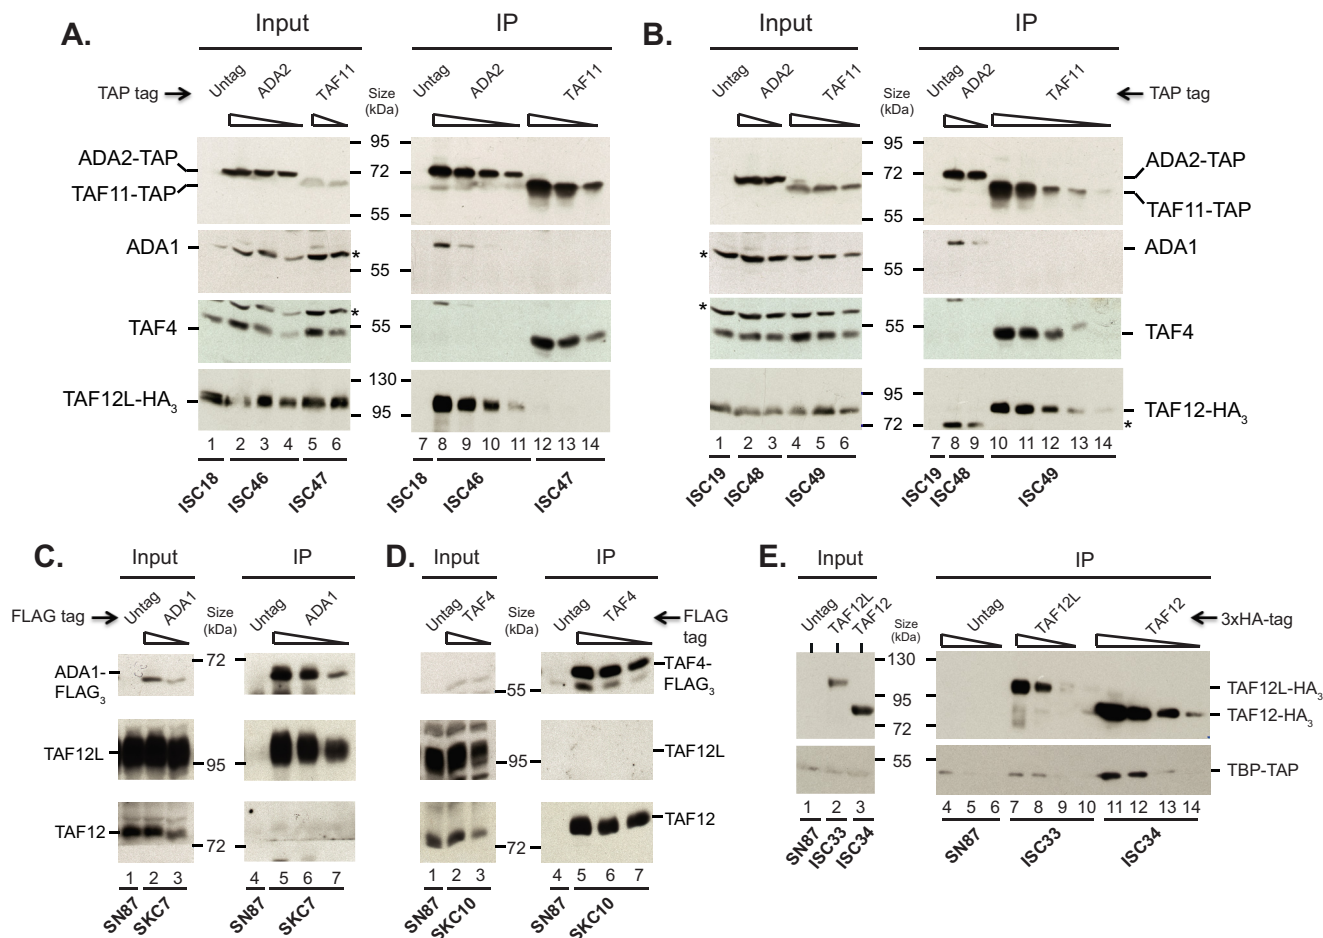 A.
Input
IP
TAP tag
Untag
ADA2
TAF11
Size
(kDa)
Untag
ADA2
TAF11
ADA2-TAP
TAF11-TAP
95
72
55
ADA1
*
55
TAF4
*
55
TAF12L-HA3
130
95
1 2 3 4 5 6
7 8 9 10 11 12 13 14
ISC18
ISC46
ISC47
ISC18
ISC46
ISC47
B.
Input
IP
Untag
ADA2
TAF11
Size
(kDa)
Untag
ADA2
TAF11
TAP tag
95
72
55
ADA2-TAP
TAF11-TAP
*
55
ADA1
*
55
TAF4
95
72
TAF12-HA3
*
1 2 3 4 5 6
7 8 9 10 11 12 13 14
ISC19
ISC48
ISC49
ISC19
ISC48
ISC49
C.
Input
IP
FLAG tag
Untag
ADA1
Size
(kDa)
Untag
ADA1
ADA1-
FLAG3
72
TAF12L
95
TAF12
72
1 2 3
4 5 6 7
SN87
SKC7
SN87
SKC7
D.
Input
IP
Untag
TAF4
Size
(kDa)
Untag
TAF4
FLAG
tag
55
TAF4-
FLAG3
95
TAF12L
72
TAF12
1 2 3
4 5 6 7
SN87
SKC10
SN87
SKC10
E.
Input
IP
Untag
TAF12L
TAF12
Size
(kDa)
Untag
TAF12L
TAF12
3xHA-tag
130
95
72
55
TAF12L-HA3
TAF12-HA3
TBP-TAP
1 2 3
4 5 6 7 8 9 10 11 12 13 14
SN87
ISC33
ISC34
SN87
ISC33
ISC34